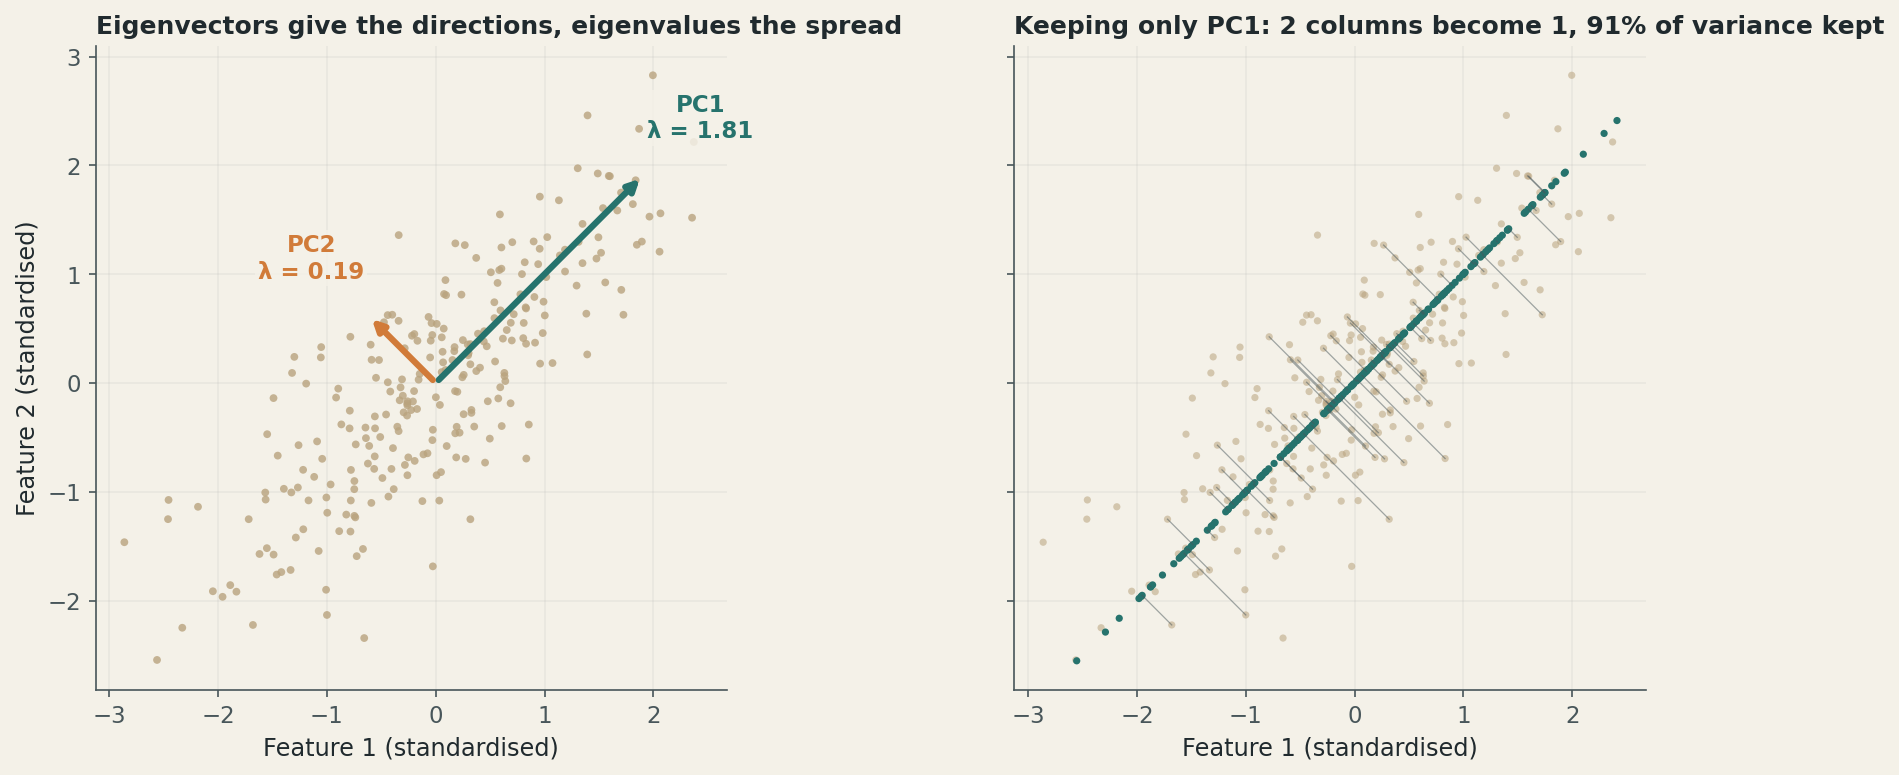 Eigenvectors give the directions, eigenvalues the spread
3
2
1
0
−1
−2
Feature 2 (standardised)
PC1
λ = 1.81
PC2
λ = 0.19
−3
−2
−1
0
1
2
Feature 1 (standardised)
Keeping only PC1: 2 columns become 1, 91% of variance kept
−3
−2
−1
0
1
2
Feature 1 (standardised)